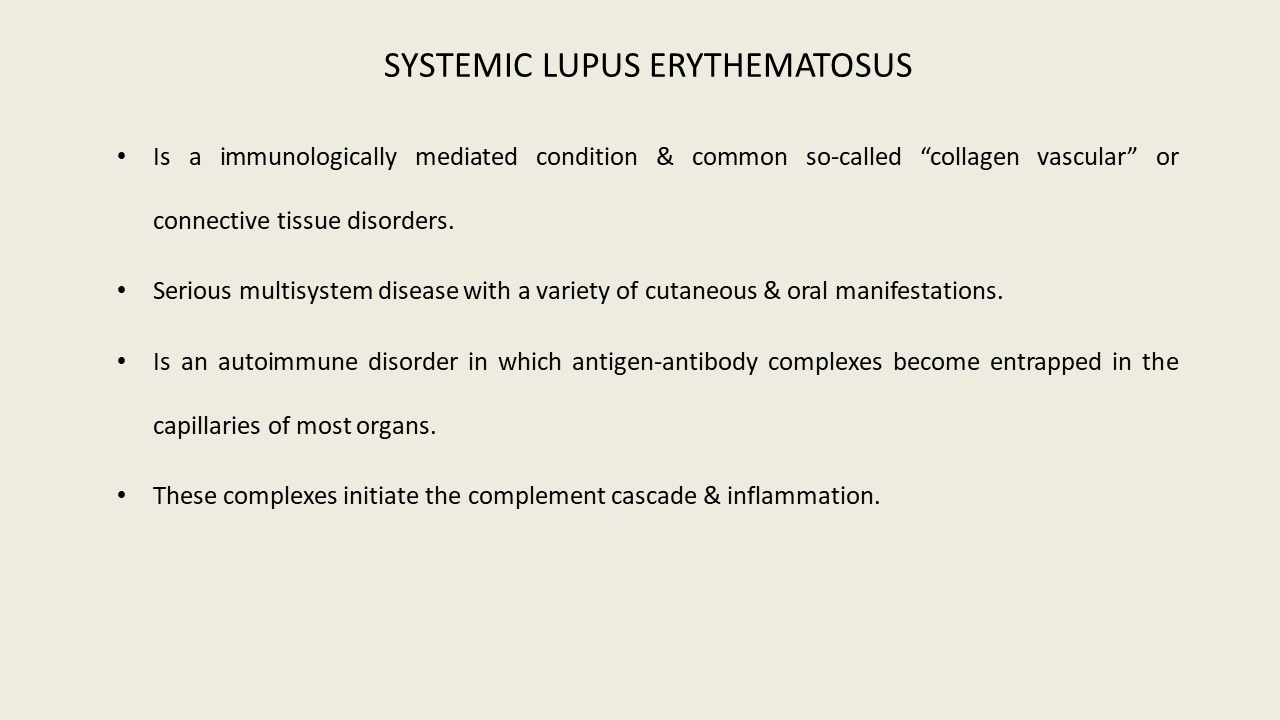 SYSTEMIC LUPUS ERYTHEMATOSUS
• Is a immunologically mediated condition & common so-called “collagen vascular” or
connective tissue disorders.
• Serious multisystem disease with a variety of cutaneous & oral manifestations.
• Is an autoimmune disorder in which antigen-antibody complexes become entrapped in the
capillaries of most organs.
• These complexes initiate the complement cascade & inflammation.